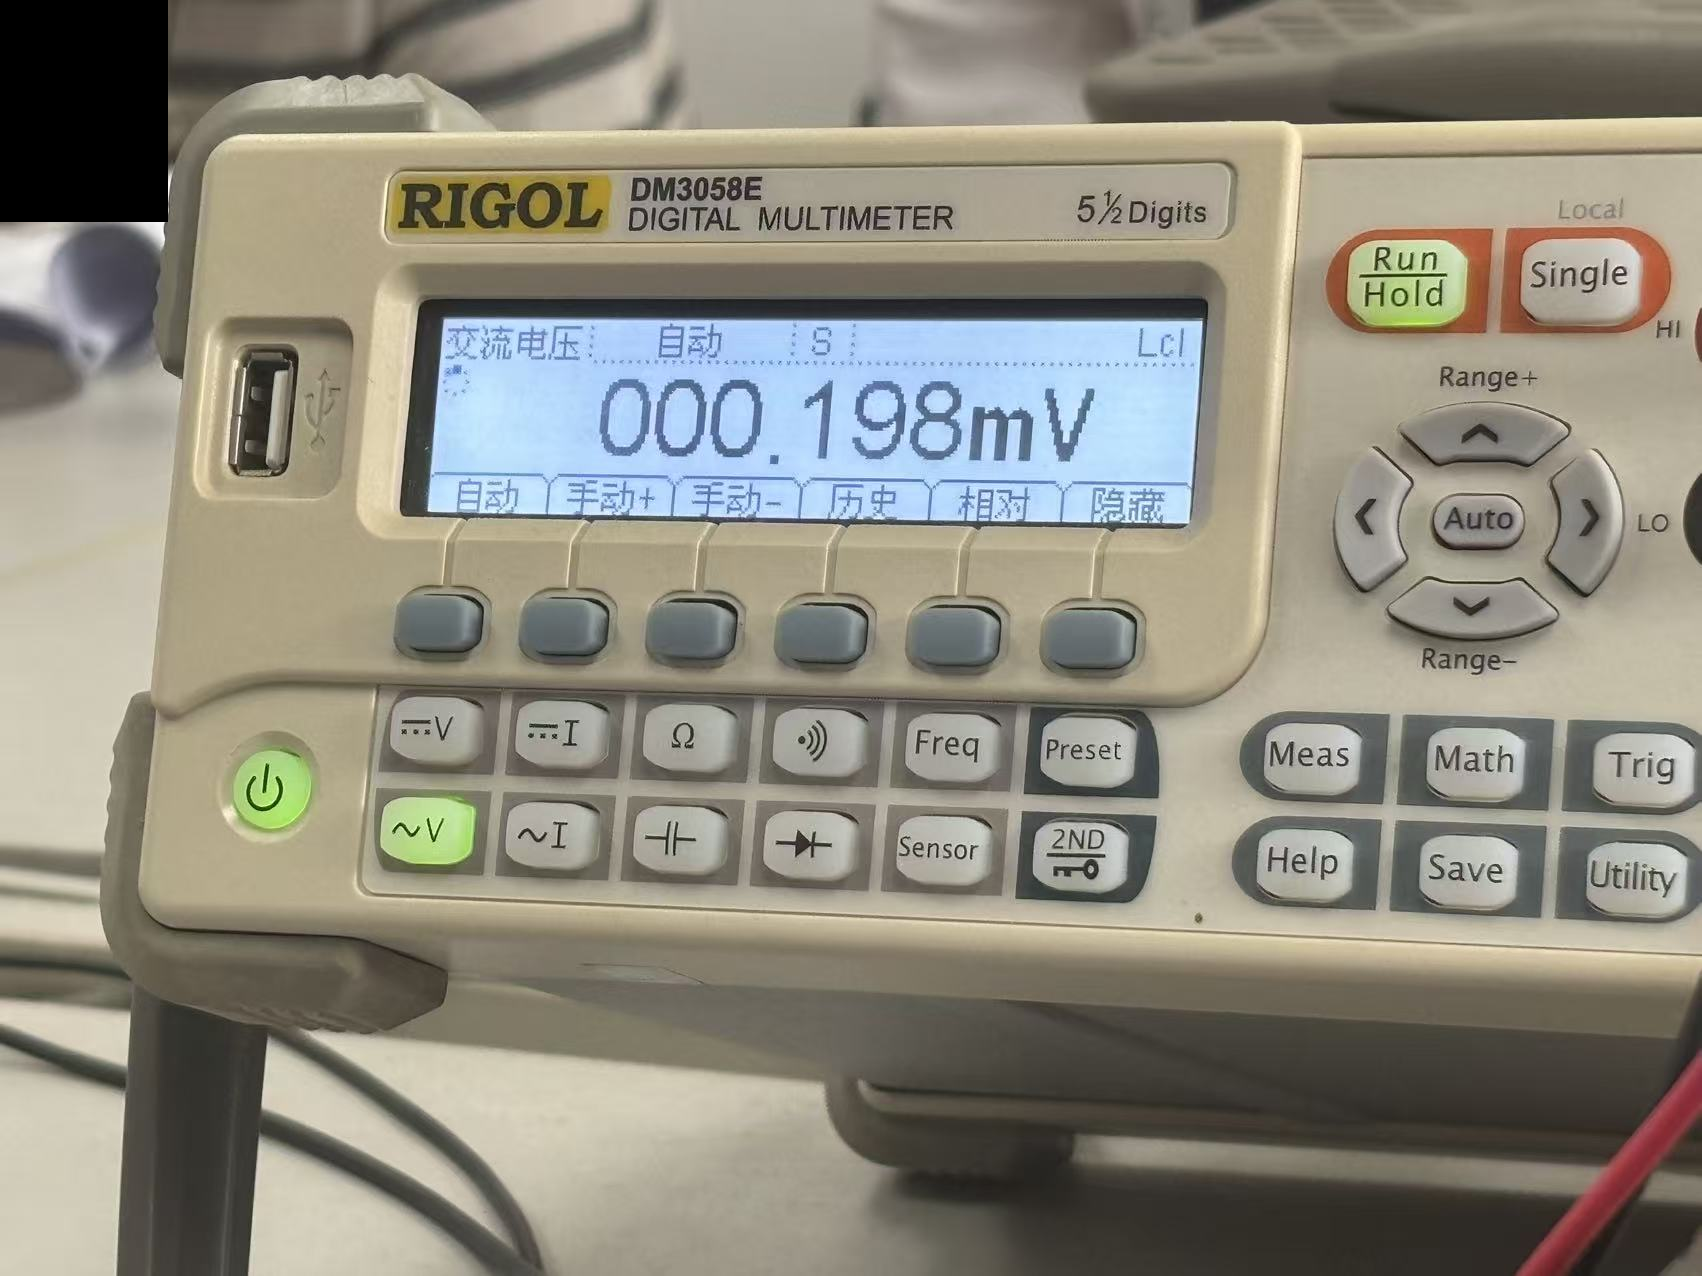 RIGOL DM3058E
DIGITAL MULTIMETER 5½Digits
交流电压 自动 S Lcl
000.198mV
自动 手动+ 手动- 历史 相对 隐藏
V I Ω Freq Preset
~V ~I Sensor 2ND
Local
Run Hold Single
HI
Range+
Auto
LO
Range-
Meas Math Trig
Help Save Utility